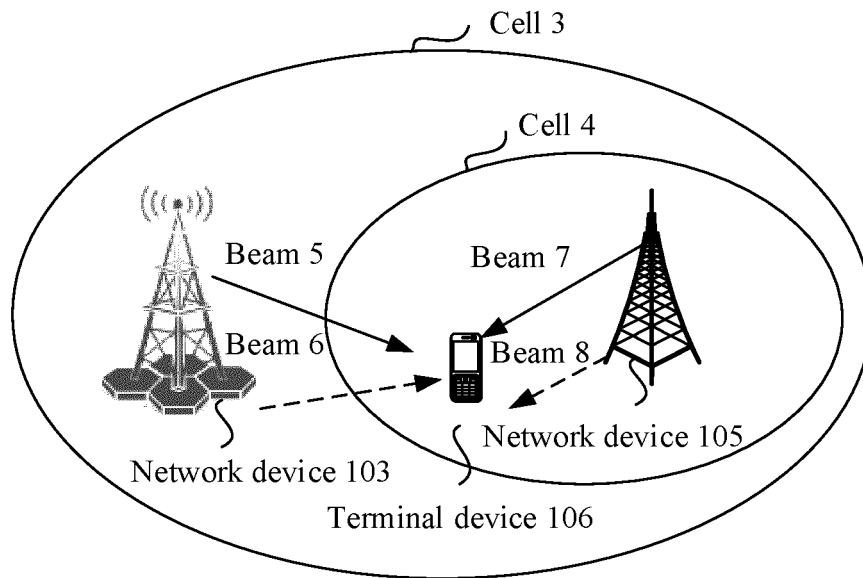 Cell 3
Cell 4
Beam 5
Beam 7
Beam 6
Beam 8
Network device 105
Network device 103
Terminal device 106